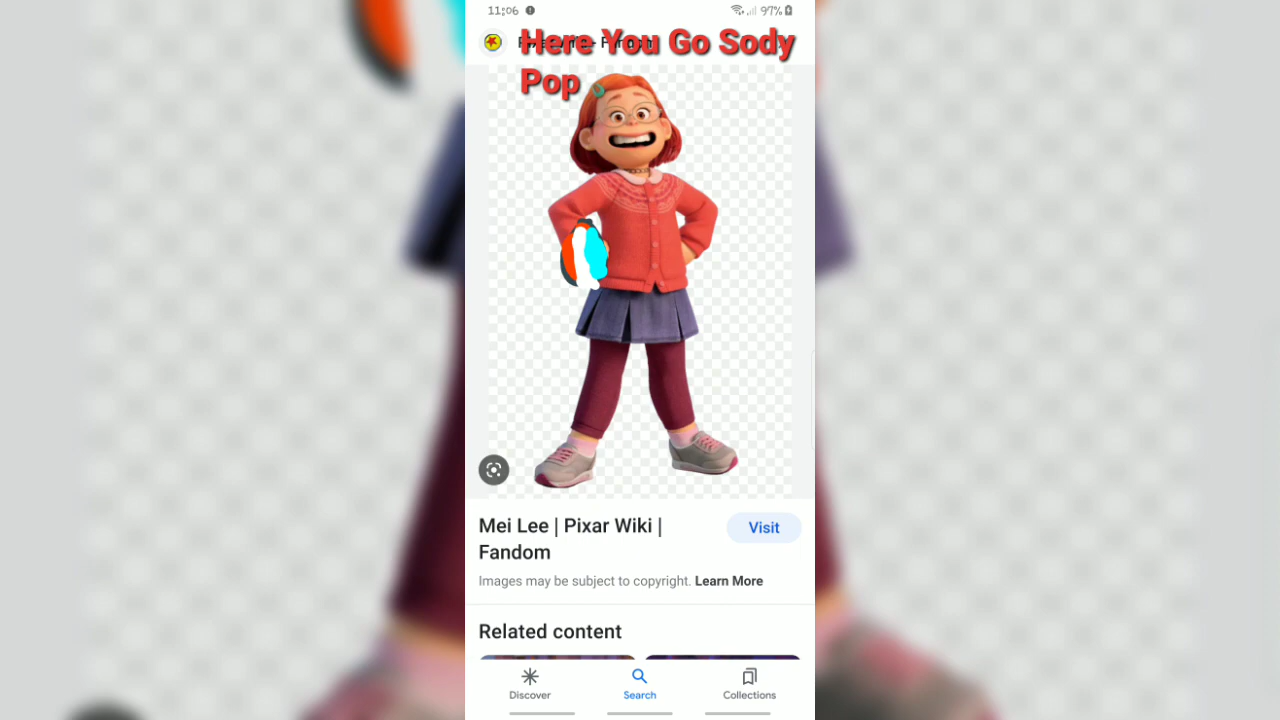 11:06
97%
Here You Go Sody
Pop
Mei Lee | Pixar Wiki |
Fandom
Visit
Images may be subject to copyright. Learn More
Related content
Discover
Search
Collections